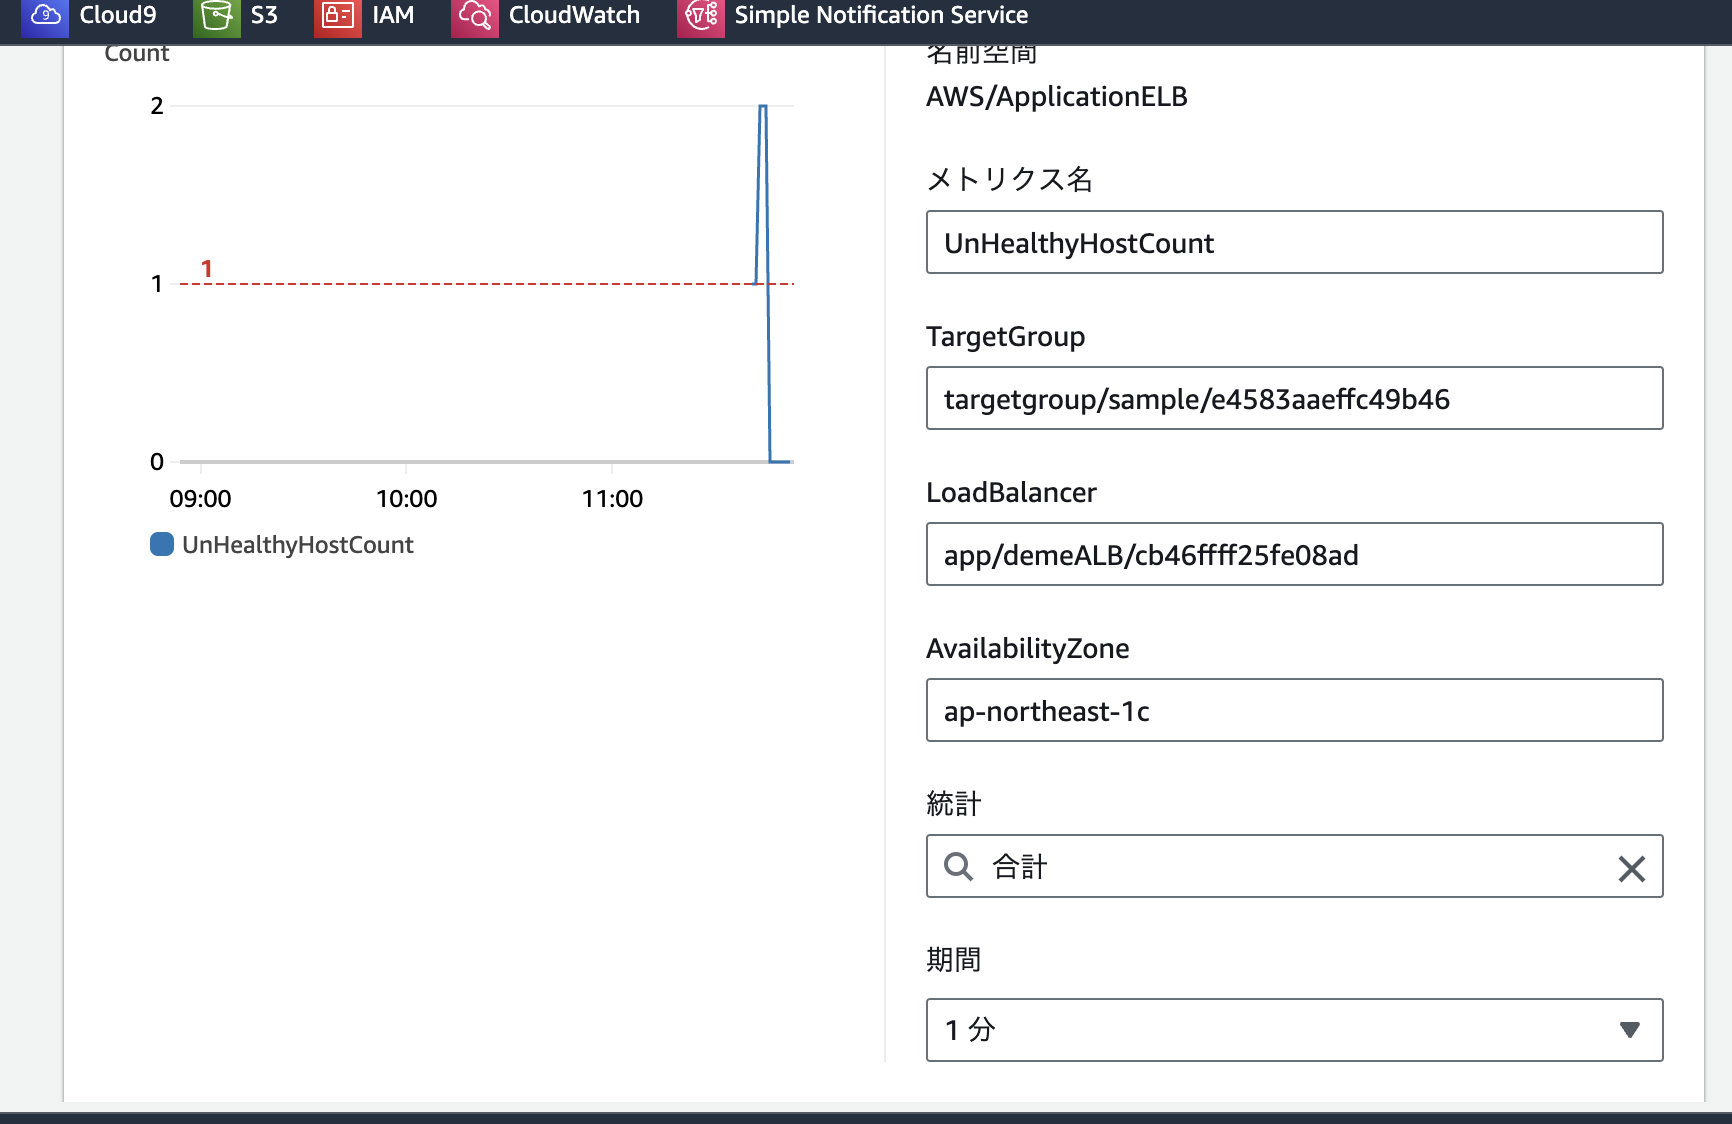 Cloud9
S3
IAM
CloudWatch
Simple Notification Service
Count
2
1
1
0
09:00
10:00
11:00
UnHealthyHostCount
名前空間
AWS/ApplicationELB
メトリクス名
UnHealthyHostCount
TargetGroup
targetgroup/sample/e4583aaeffc49b46
LoadBalancer
app/demeALB/cb46ffff25fe08ad
AvailabilityZone
ap-northeast-1c
統計
合計
期間
1 分